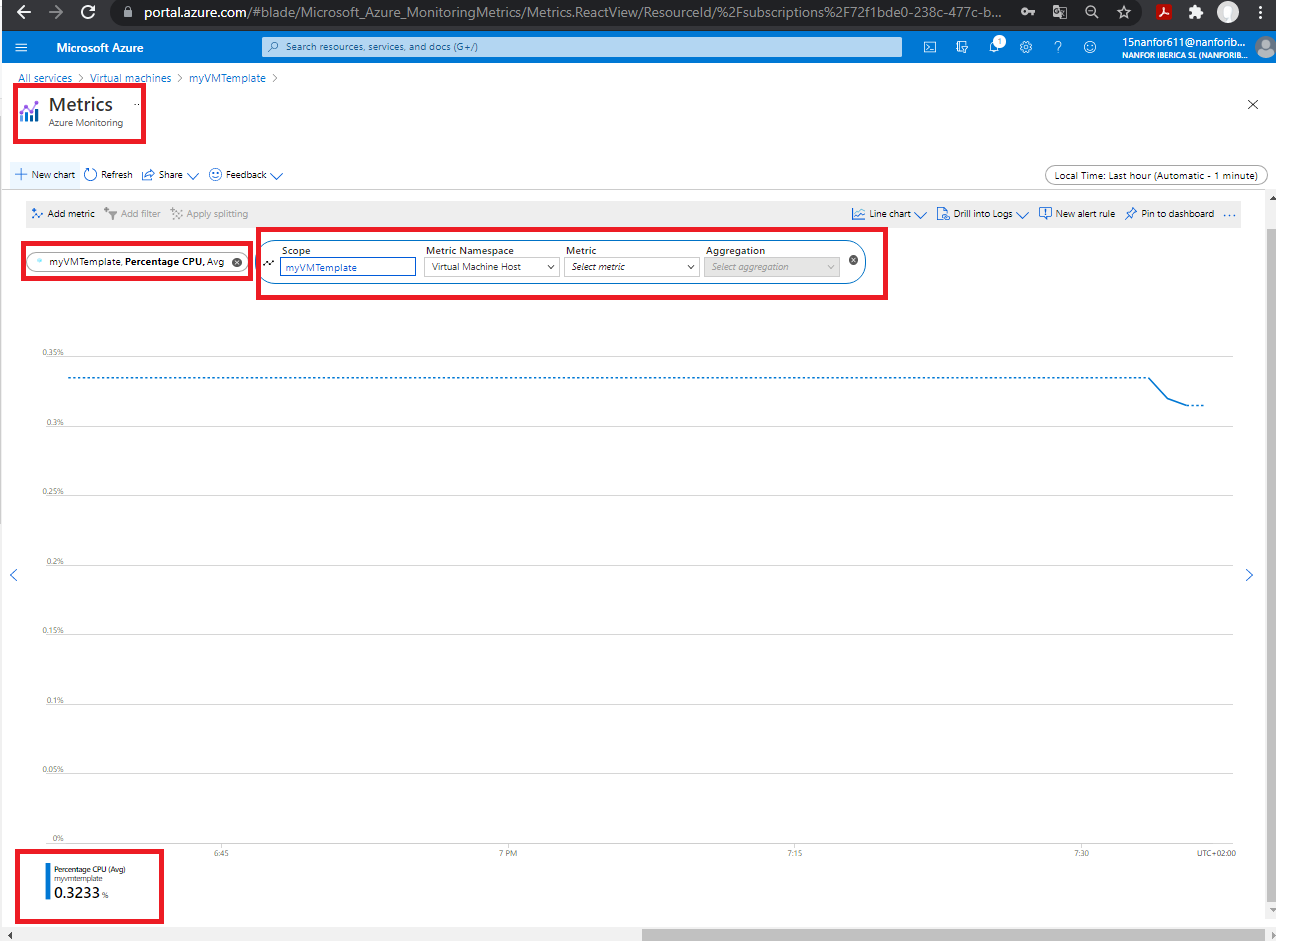 portal.azure.com/#blade/Microsoft_Azure_MonitoringMetrics/Metrics.ReactView/ResourceId/%2Fsubscriptions%2F72f1bde0-238c-477c-b...
Microsoft Azure
Search resources, services, and docs (G+/)
1
15nanfor611@nanforib...
NANFOR IBERICA SL (NANFORIB...
All services > Virtual machines > myVMTemplate >
Metrics ...
Azure Monitoring
New chart Refresh Share Feedback
Local Time: Last hour (Automatic - 1 minute)
Add metric Add filter Apply splitting
Line chart Drill into Logs New alert rule Pin to dashboard ...
myVMTemplate, Percentage CPU, Avg
Scope Metric Namespace Metric Aggregation
myVMTemplate Virtual Machine Host Select metric Select aggregation
0.35%
0.3%
0.25%
0.2%
0.15%
0.1%
0.05%
0%
6:45 7 PM 7:15 7:30 UTC+02:00
Percentage CPU (Avg)
myvmtemplate
0.3233 %